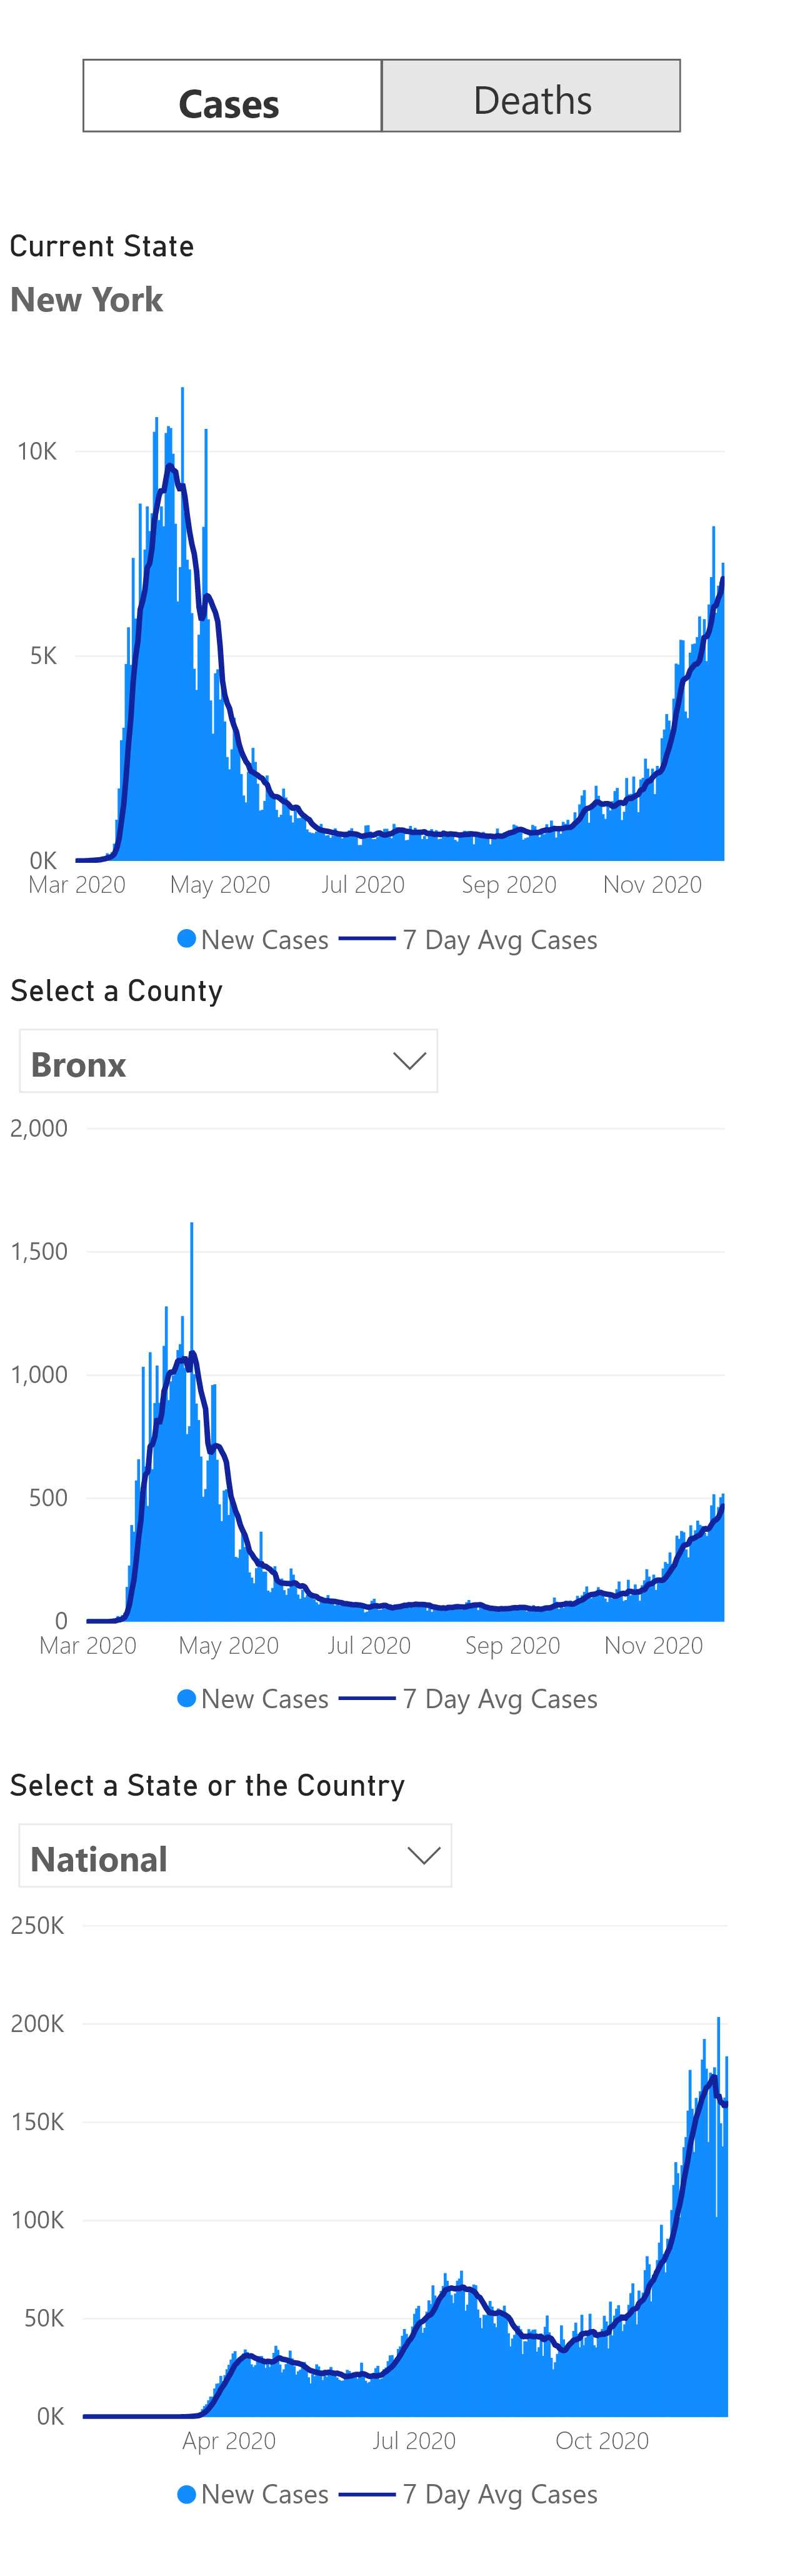 Cases Deaths
Current State
New York
10K
5K
0K
Mar 2020 May 2020 Jul 2020 Sep 2020 Nov 2020
New Cases 7 Day Avg Cases
Select a County
Bronx
2,000
1,500
1,000
500
0
Mar 2020 May 2020 Jul 2020 Sep 2020 Nov 2020
New Cases 7 Day Avg Cases
Select a State or the Country
National
250K
200K
150K
100K
50K
0K
Apr 2020 Jul 2020 Oct 2020
New Cases 7 Day Avg Cases